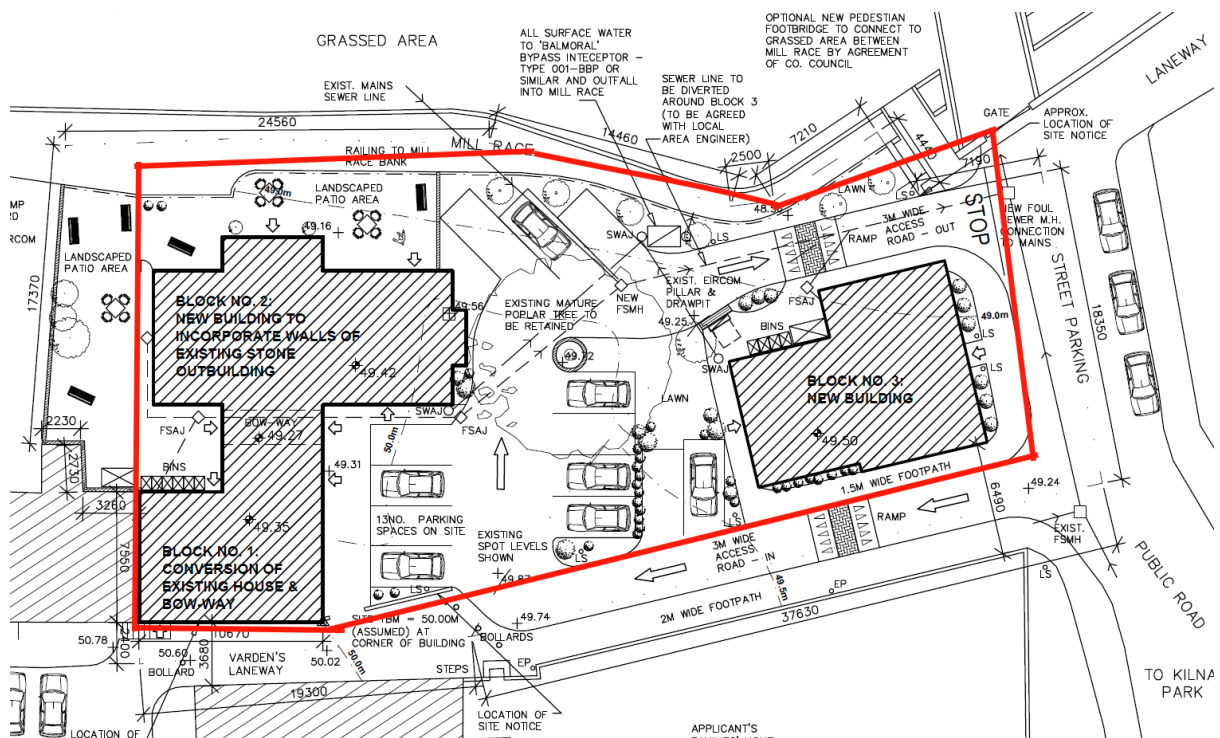 GRASSED AREA
ALL SURFACE WATER
TO 'BALMORAL'
BYPASS INTECEPTOR –
TYPE 001–BBP OR
SIMILAR AND OUTFALL
INTO MILL RACE
OPTIONAL NEW PEDESTIAN
FOOTBRIDGE TO CONNECT TO
GRASSED AREA BETWEEN
MILL RACE BY AGREEMENT
OF CO. COUNCIL
LANEWAY
EXIST. MAINS
SEWER LINE
SEWER LINE TO
BE DIVERTED
AROUND BLOCK 3
(TO BE AGREED
WITH LOCAL
AREA ENGINEER)
GATE
APPROX.
LOCATION OF
SITE NOTICE
24560
MILL RACE
14460
7210
2500
4440
7190
RAILING TO MILL
RACE BANK
49.0m
LANDSCAPED
PATIO AREA
49.16
LANDSCAPED
PATIO AREA
17370
LAWN
LS
48.56
3M WIDE
ACCESS
ROAD – OUT
STOP
NEW FOUL
SEWER M.H.
CONNECTION
TO MAINS
RAMP
SWAJ
LS
STREET PARKING
18350
BLOCK NO. 2:
NEW BUILDING TO
INCORPORATE WALLS OF
EXISTING STONE
OUTBUILDING
49.56
49.42
EXISTING MATURE
POPLAR TREE TO
BE RETAINED
NEW
FSMH
EXIST. EIRCOM
PILLAR &
DRAWPIT
49.25
FSAJ
BINS
SWAJ
49.0m
LS
LS
49.72
BLOCK NO. 3:
NEW BUILDING
49.50
LAWN
SWAJ
FSAJ
FSAJ
BOW-WAY
49.27
50.0m
2230
2730
3260
BINS
49.31
49.35
7550
BLOCK NO. 1:
CONVERSION OF
EXISTING HOUSE &
BOW-WAY
13NO. PARKING
SPACES ON SITE
EXISTING
SPOT LEVELS
SHOWN
49.87
LS
LS
LS
1.5M WIDE FOOTPATH
6490
49.24
RAMP
3M WIDE
ACCESS
ROAD – IN
49.5m
EXIST.
FSMH
LS
PUBLIC ROAD
EP
2M WIDE FOOTPATH
37630
49.74
BOLLARDS
SITE TBM = 50.00M
(ASSUMED) AT
CORNER OF BUILDING
50.78
2400
10670
3680
50.60
BOLLARD
VARDEN'S
LANEWAY
50.02
50.0m
STEPS
EP
19300
LOCATION OF
SITE NOTICE
LOCATION OF
APPLICANT'S
TO KILNA
PARK